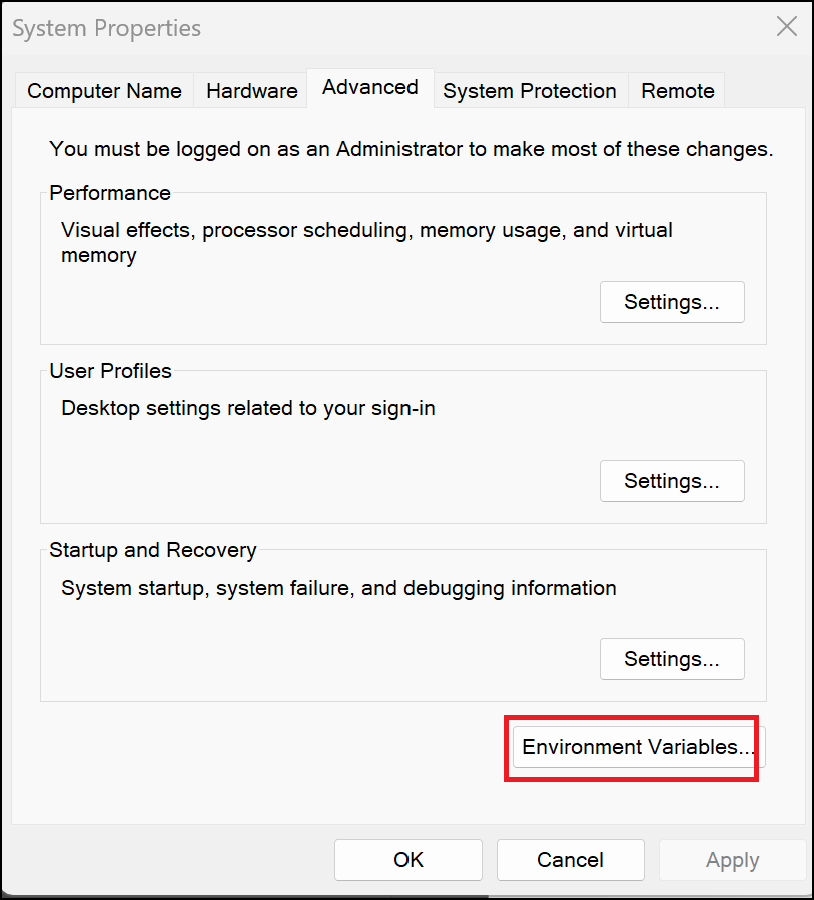 System Properties
Computer Name
Hardware
Advanced
System Protection
Remote
You must be logged on as an Administrator to make most of these changes.
Performance
Visual effects, processor scheduling, memory usage, and virtual
memory
Settings...
User Profiles
Desktop settings related to your sign-in
Settings...
Startup and Recovery
System startup, system failure, and debugging information
Settings...
Environment Variables...
OK
Cancel
Apply